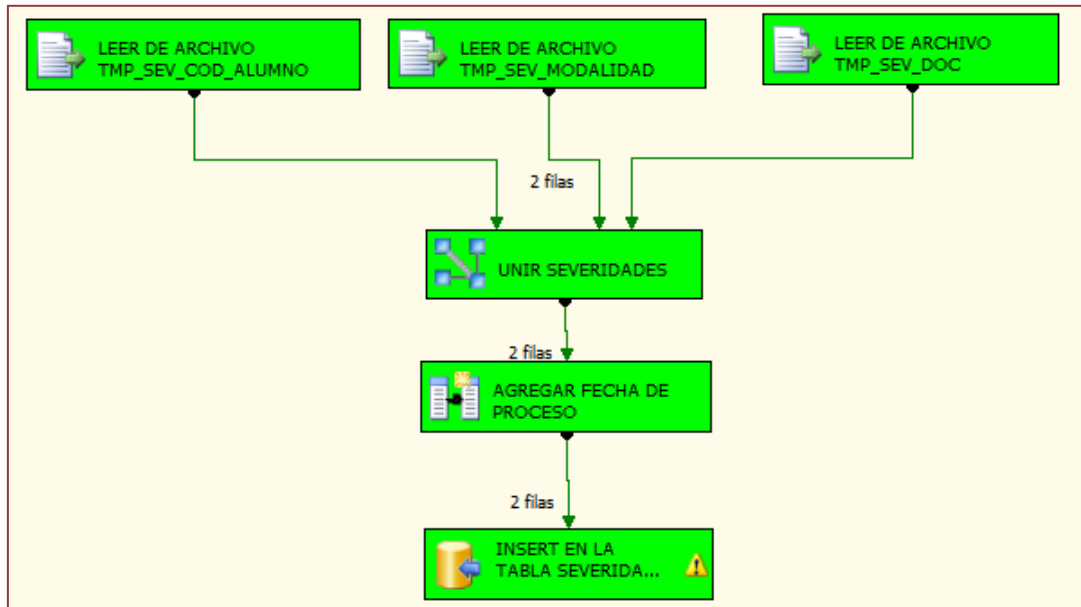 LEER DE ARCHIVO
TMP_SEV_COD_ALUMNO
LEER DE ARCHIVO
TMP_SEV_MODALIDAD
LEER DE ARCHIVO
TMP_SEV_DOC
2 filas
UNIR SEVERIDADES
2 filas
AGREGAR FECHA DE
PROCESO
2 filas
INSERT EN LA
TABLA SEVERIDA...